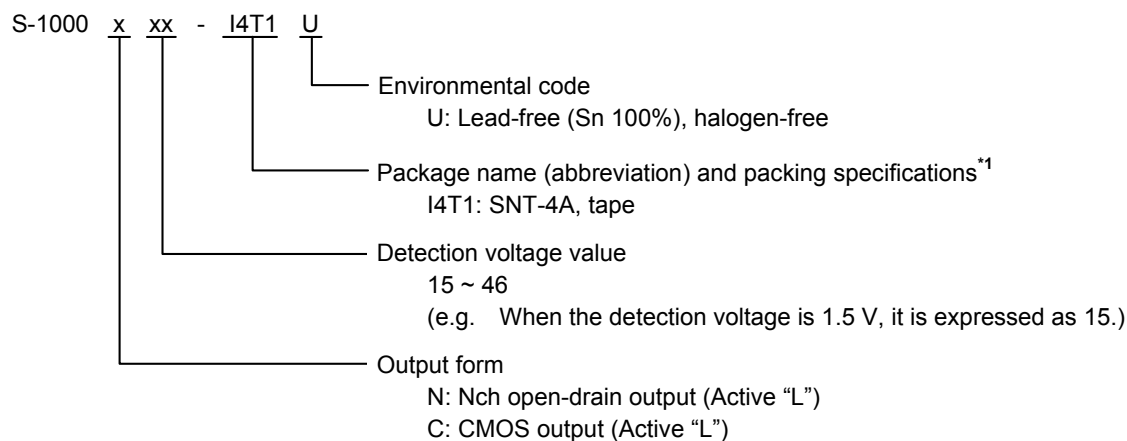 S-1000 x xx - I4T1 U
Environmental code
U: Lead-free (Sn 100%), halogen-free
Package name (abbreviation) and packing specifications*1
I4T1: SNT-4A, tape
Detection voltage value
15 ~ 46
(e.g. When the detection voltage is 1.5 V, it is expressed as 15.)
Output form
N: Nch open-drain output (Active “L”)
C: CMOS output (Active “L”)